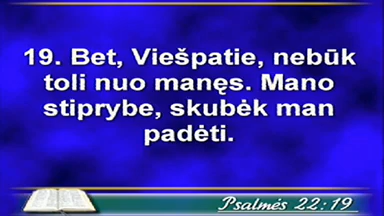 19. Bet, Viešpatie, nebūk
toli nuo manęs. Mano
stiprybe, skubėk man
padėti.
Psalmės 22:19